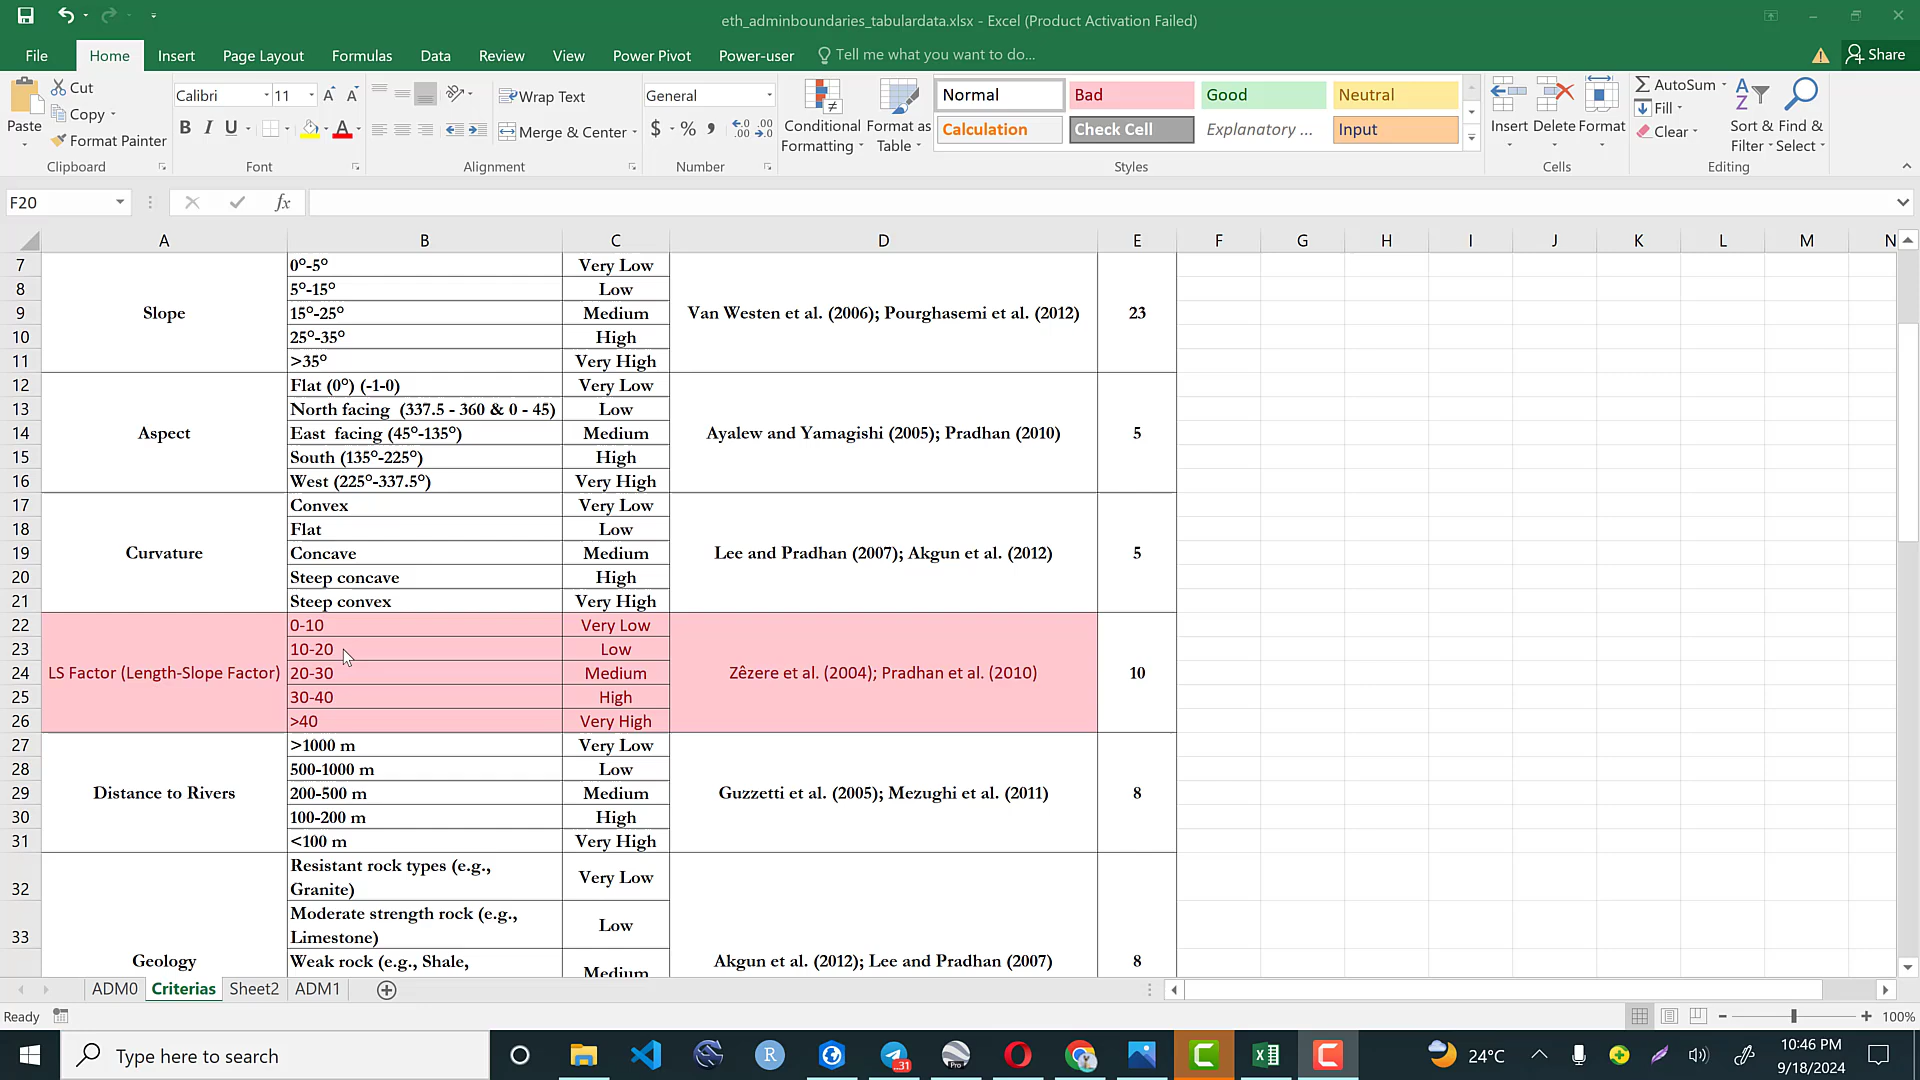 eth_adminboundaries_tabulardata.xlsx - Excel (Product Activation Failed)
File Home Insert Page Layout Formulas Data Review View Power Pivot Power-user Tell me what you want to do... Share
Paste Cut Copy Format Painter Clipboard
Calibri 11 B I U A A A Font
Wrap Text Merge & Center Alignment
General $ % Number
Conditional Formatting Format as Table
Normal Bad Good Neutral
Calculation Check Cell Explanatory ... Input
Styles
Insert Delete Format Cells
AutoSum Fill Clear Sort & Filter Find & Select Editing
F20 fx
A B C D E F G H I J K L M N
7 0°-5° Very Low
8 5°-15° Low
9 Slope 15°-25° Medium Van Westen et al. (2006); Pourghasemi et al. (2012) 23
10 25°-35° High
11 >35° Very High
12 Flat (0°) (-1-0) Very Low
13 North facing (337.5 - 360 & 0 - 45) Low
14 Aspect East facing (45°-135°) Medium Ayalew and Yamagishi (2005); Pradhan (2010) 5
15 South (135°-225°) High
16 West (225°-337.5°) Very High
17 Convex Very Low
18 Flat Low
19 Curvature Concave Medium Lee and Pradhan (2007); Akgun et al. (2012) 5
20 Steep concave High
21 Steep convex Very High
22 0-10 Very Low
23 10-20 Low
24 LS Factor (Length-Slope Factor) 20-30 Medium Zêzere et al. (2004); Pradhan et al. (2010) 10
25 30-40 High
26 >40 Very High
27 >1000 m Very Low
28 500-1000 m Low
29 Distance to Rivers 200-500 m Medium Guzzetti et al. (2005); Mezughi et al. (2011) 8
30 100-200 m High
31 <100 m Very High
32 Resistant rock types (e.g., Granite) Very Low
33 Moderate strength rock (e.g., Limestone) Low
Geology Weak rock (e.g., Shale, Medium Akgun et al. (2012); Lee and Pradhan (2007) 8
ADM0 Criterias Sheet2 ADM1
Ready 100%
Type here to search R ..31 Pro 24°C 10:46 PM
9/18/2024